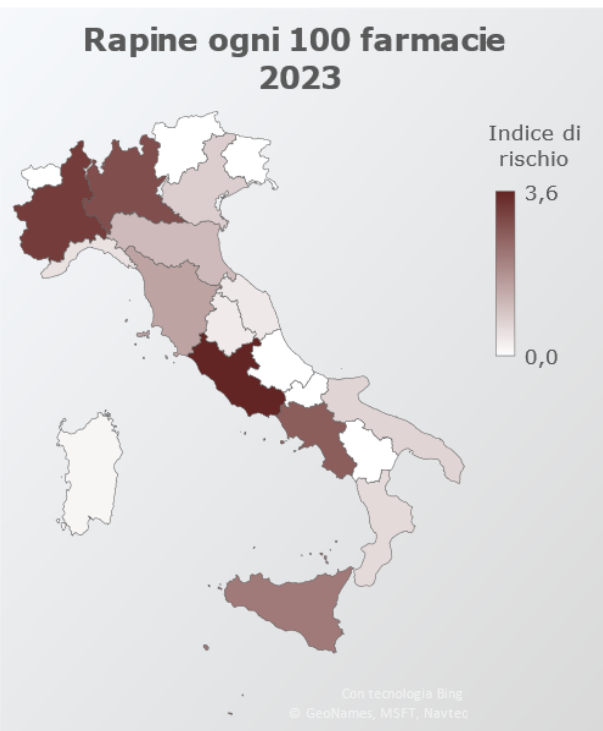 Rapine ogni 100 farmacie
2023
Indice di
rischio
3,6
0,0
Con tecnologia Bing
© GeoNames, MSFT, Navteq